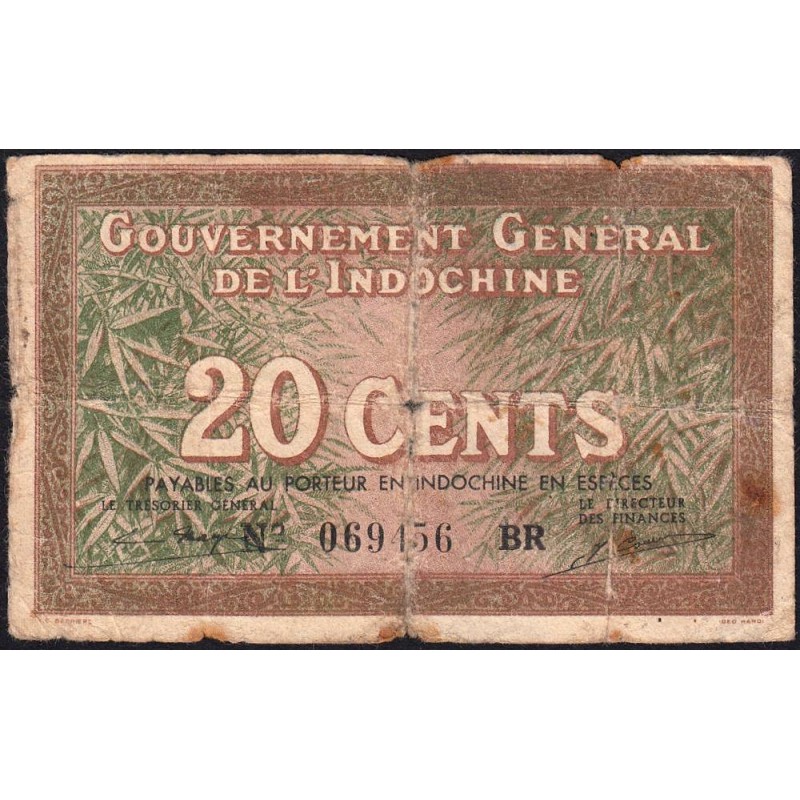 GOUVERNEMENT GÉNÉRAL
DE L'INDOCHINE
20 CENTS
PAYABLES AU PORTEUR EN INDOCHINE EN ESPÈCES
LE TRÉSORIER GÉNÉRAL
LE DIRECTEUR
DES FINANCES
Nº 069456 BR